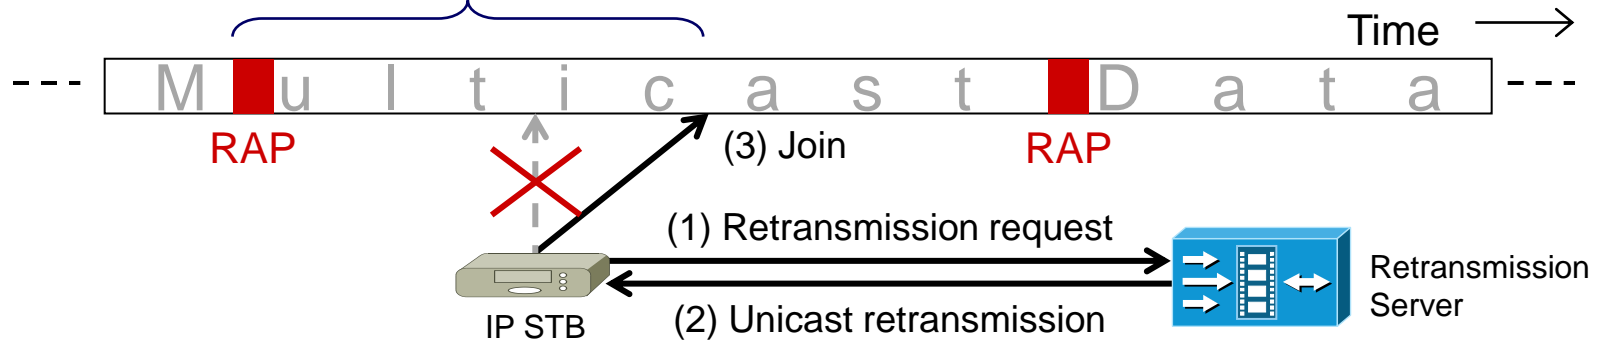 Time
M u l t i c a s t D a t a
RAP
(3) Join
RAP
(1) Retransmission request
Retransmission
Server
(2) Unicast retransmission
IP STB